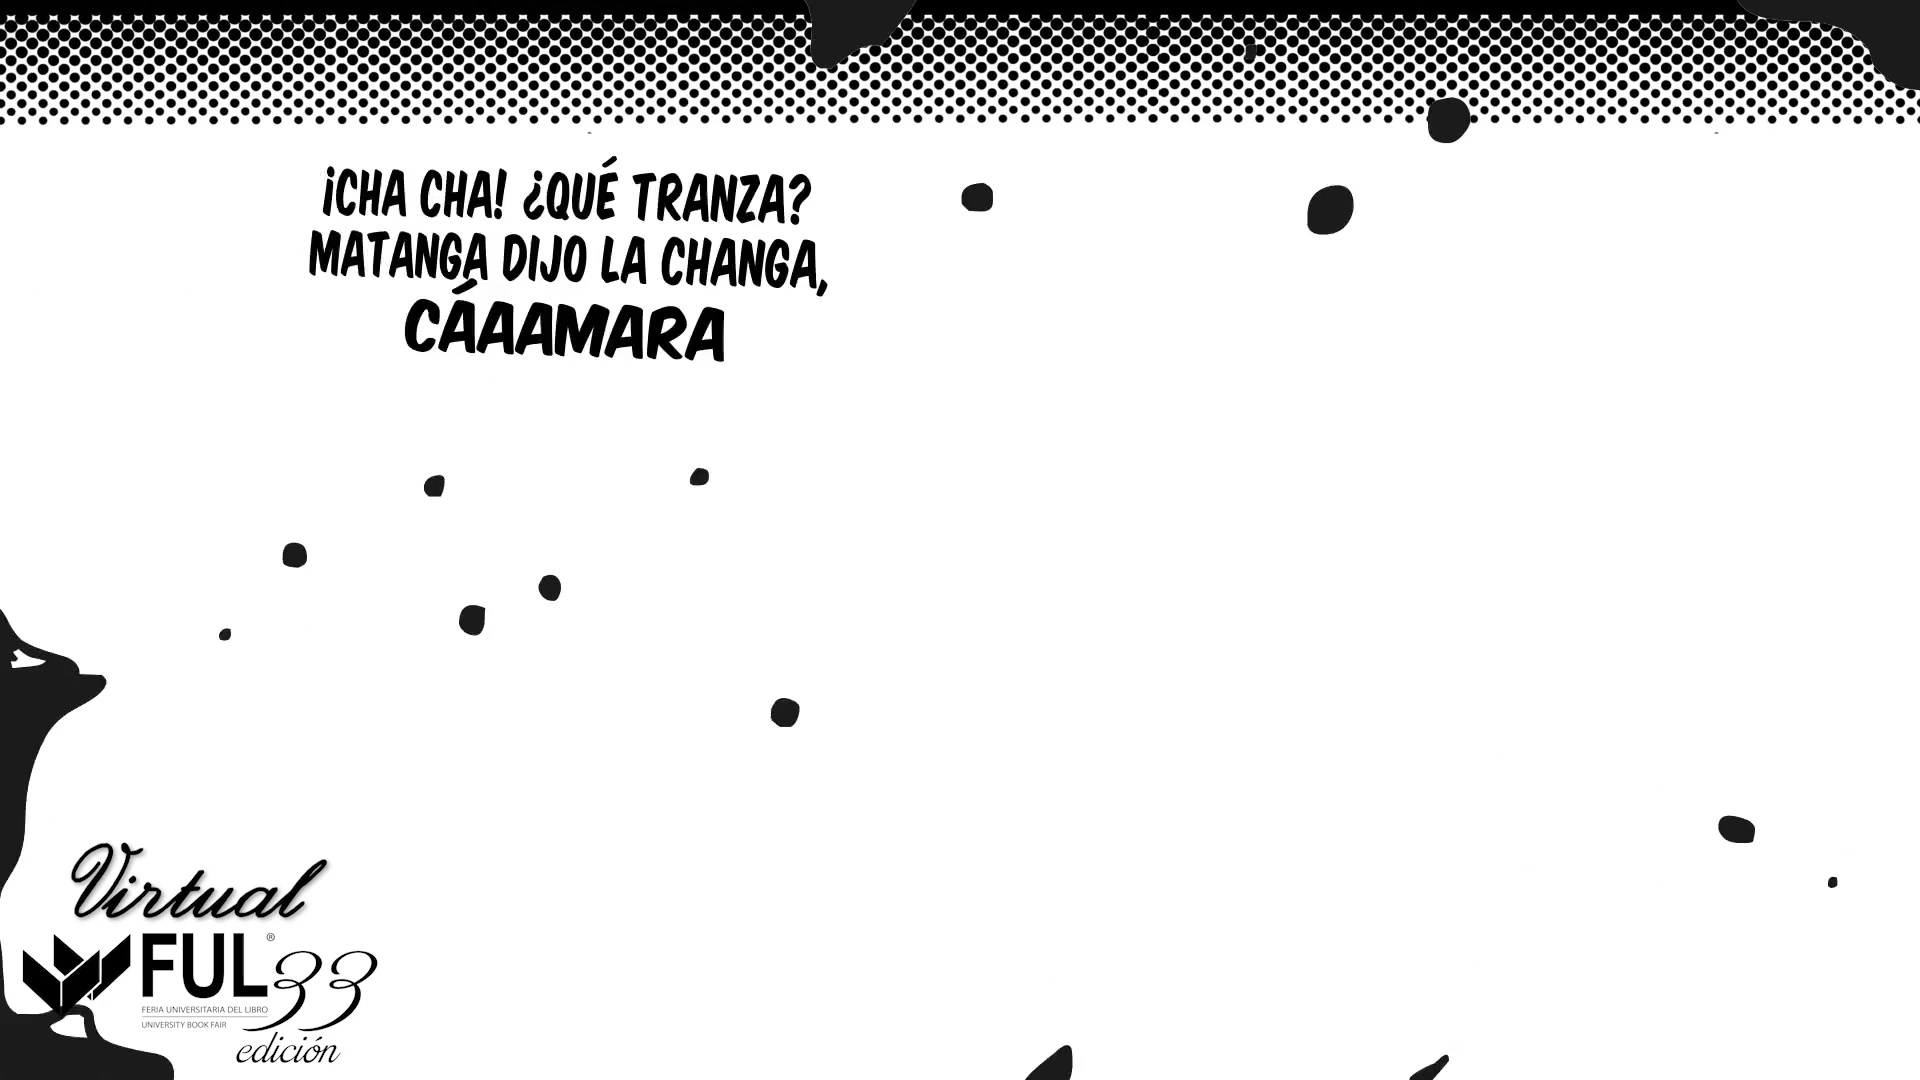 ¡CHA CHA! ¿QUÉ TRANZA?
MATANGA DIJO LA CHANGA,
CÁAAMARA
Virtual
FUL® 33
FERIA UNIVERSITARIA DEL LIBRO
UNIVERSITY BOOK FAIR
edición